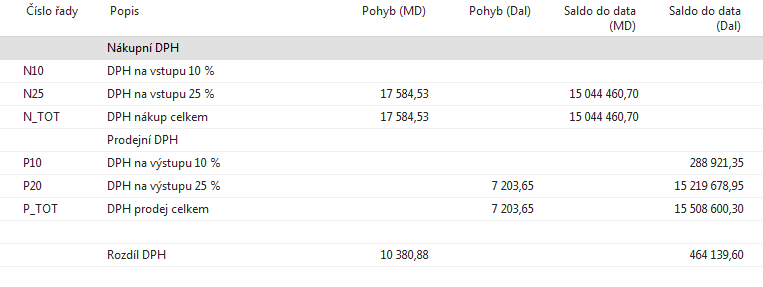 Číslo řady Popis Pohyb (MD) Pohyb (Dal) Saldo do data (MD) Saldo do data (Dal)
Nákupní DPH
N10 DPH na vstupu 10 %
N25 DPH na vstupu 25 % 17 584,53 15 044 460,70
N_TOT DPH nákup celkem 17 584,53 15 044 460,70
Prodejní DPH
P10 DPH na výstupu 10 % 288 921,35
P20 DPH na výstupu 25 % 7 203,65 15 219 678,95
P_TOT DPH prodej celkem 7 203,65 15 508 600,30
Rozdíl DPH 10 380,88 464 139,60